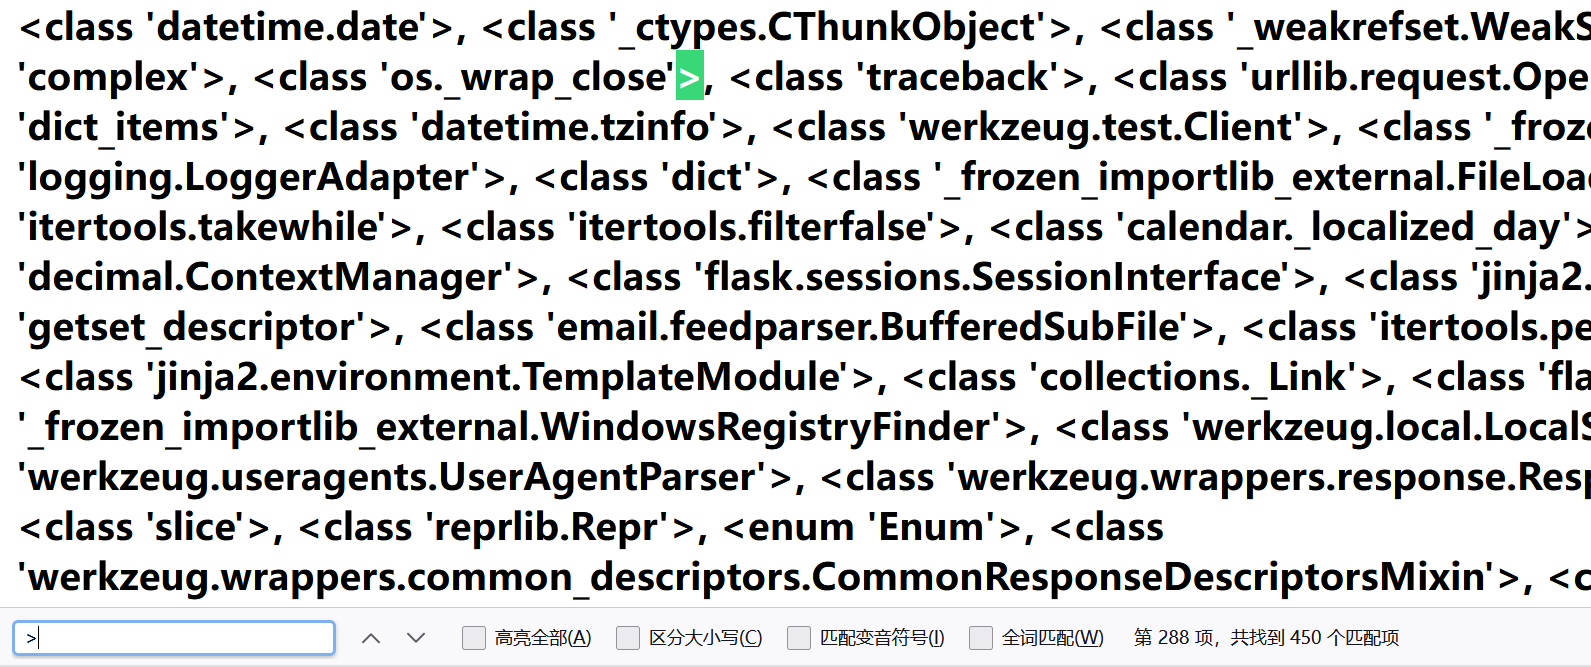 <class 'datetime.date'>, <class '_ctypes.CThunkObject'>, <class '_weakrefset.WeakS
'complex'>, <class 'os._wrap_close'>, <class 'traceback'>, <class 'urllib.request.Ope
'dict_items'>, <class 'datetime.tzinfo'>, <class 'werkzeug.test.Client'>, <class '_froze
'logging.LoggerAdapter'>, <class 'dict'>, <class '_frozen_importlib_external.FileLoad
'itertools.takewhile'>, <class 'itertools.filterfalse'>, <class 'calendar._localized_day'>
'decimal.ContextManager'>, <class 'flask.sessions.SessionInterface'>, <class 'jinja2.
'getset_descriptor'>, <class 'email.feedparser.BufferedSubFile'>, <class 'itertools.pe
<class 'jinja2.environment.TemplateModule'>, <class 'collections._Link'>, <class 'fla
'_frozen_importlib_external.WindowsRegistryFinder'>, <class 'werkzeug.local.LocalS
'werkzeug.useragents.UserAgentParser'>, <class 'werkzeug.wrappers.response.Resp
<class 'slice'>, <class 'reprlib.Repr'>, <enum 'Enum'>, <class
'werkzeug.wrappers.common_descriptors.CommonResponseDescriptorsMixin'>, <c
> 高亮全部(A) 区分大小写(C) 匹配变音符号(I) 全词匹配(W) 第 288 项，共找到 450 个匹配项